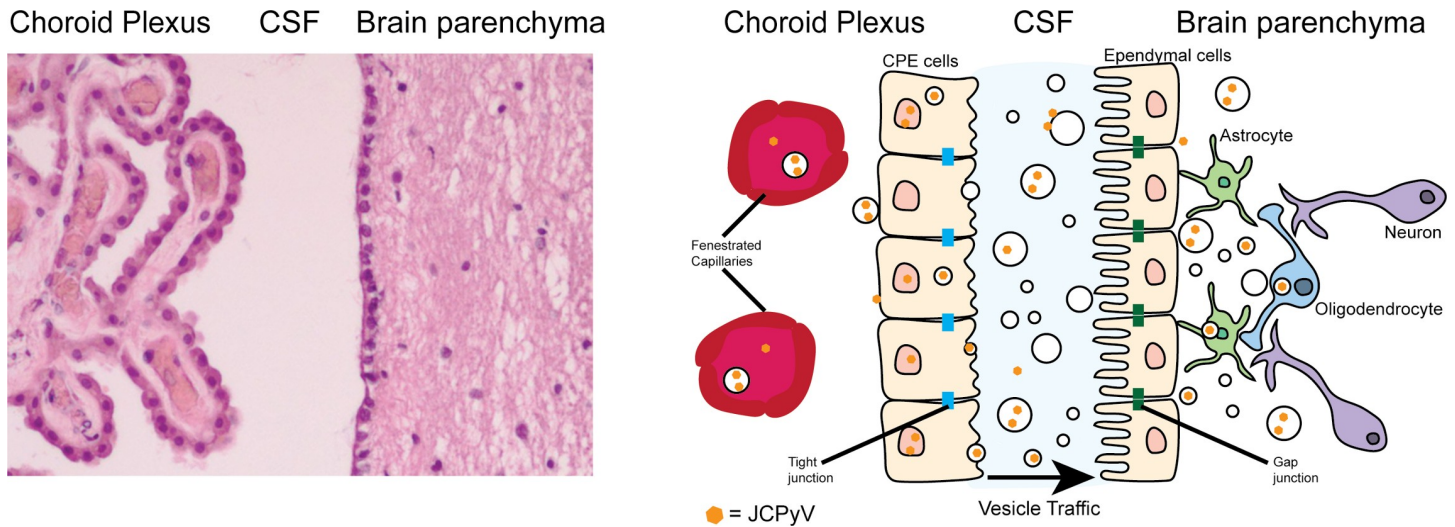 Choroid Plexus CSF Brain parenchyma
Choroid Plexus CSF Brain parenchyma
CPE cells
Ependymal cells
Astrocyte
Neuron
Fenestrated
Capillaries
Oligodendrocyte
Tight
junction
Gap
junction
Vesicle Traffic
= JCPyV